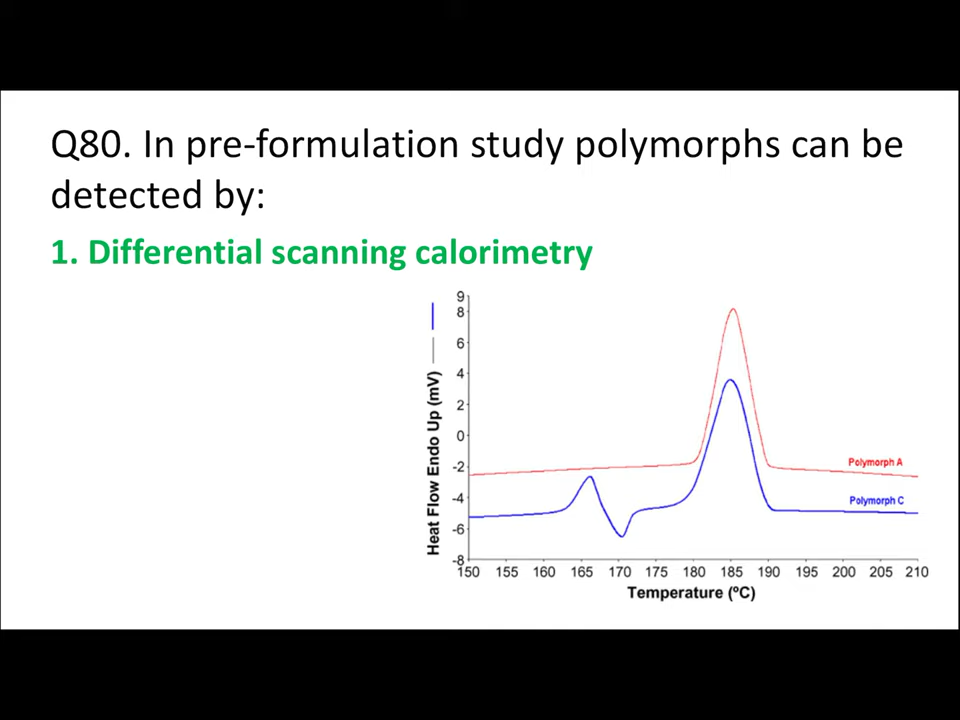 Q80. In pre-formulation study polymorphs can be
detected by:
1. Differential scanning calorimetry
Heat Flow Endo Up (mV)
9
8
6
4
2
0
-2
-4
-6
-8
Polymorph A
Polymorph C
150 155 160 165 170 175 180 185 190 195 200 205 210
Temperature (ºC)